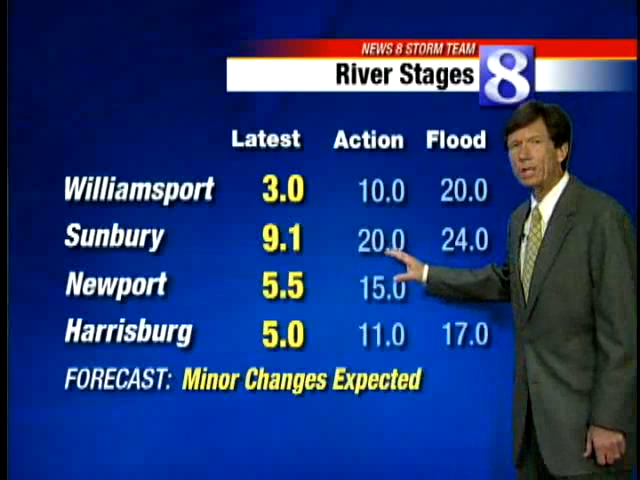 NEWS 8 STORM TEAM
River Stages 8
Latest Action Flood
Williamsport 3.0 10.0 20.0
Sunbury 9.1 20.0 24.0
Newport 5.5 15.0
Harrisburg 5.0 11.0 17.0
FORECAST: Minor Changes Expected